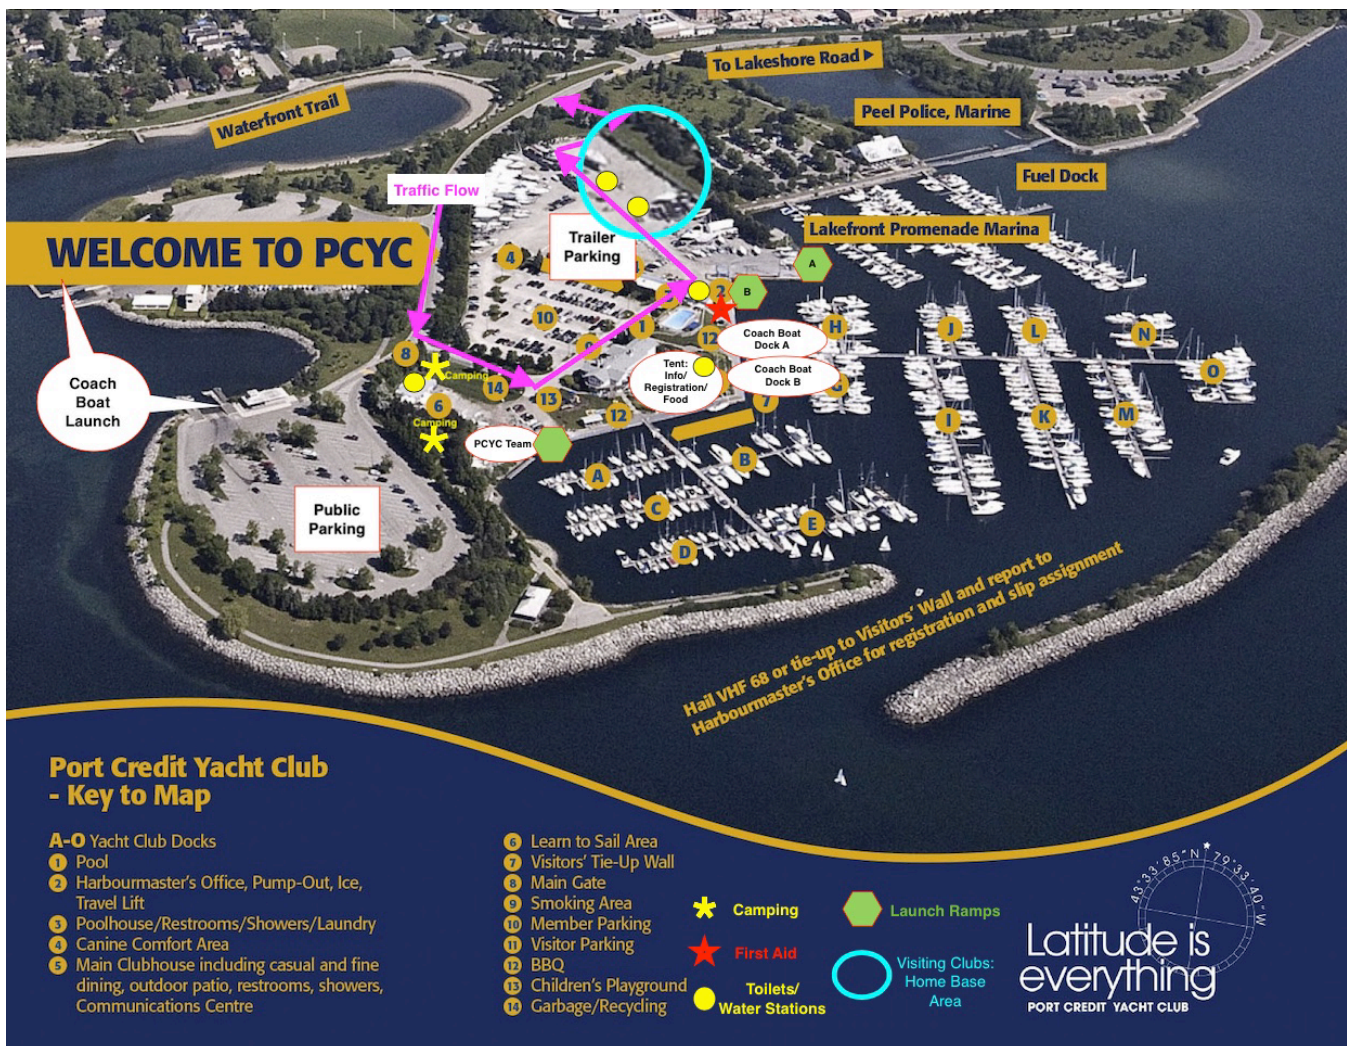 To Lakeshore Road ▶
Waterfront Trail
Peel Police, Marine
Fuel Dock
Traffic Flow
Lakefront Promenade Marina
WELCOME TO PCYC
Trailer
Parking
4
A
B
2
10
1
12
9
H
J
L
N
O
Coach Boat
Dock A
Coach Boat
Dock B
Tent:
Info/
Registration/
Food
G
8
Camping
14
13
6
Camping
12
7
I
K
M
Coach
Boat
Launch
PCYC Team
A
B
C
D
E
Public
Parking
Hail VHF 68 or tie-up to Visitors' Wall and report to
Harbourmaster's Office for registration and slip assignment
Port Credit Yacht Club
- Key to Map
A-O Yacht Club Docks
1 Pool
2 Harbourmaster's Office, Pump-Out, Ice,
Travel Lift
3 Poolhouse/Restrooms/Showers/Laundry
4 Canine Comfort Area
5 Main Clubhouse including casual and fine
dining, outdoor patio, restrooms, showers,
Communications Centre
6 Learn to Sail Area
7 Visitors' Tie-Up Wall
8 Main Gate
9 Smoking Area
10 Member Parking
11 Visitor Parking
12 BBQ
13 Children's Playground
14 Garbage/Recycling
Camping
First Aid
Toilets/
Water Stations
Launch Ramps
Visiting Clubs:
Home Base
Area
43°33'85"N 79°33'40"W
Latitude is
everything
PORT CREDIT YACHT CLUB